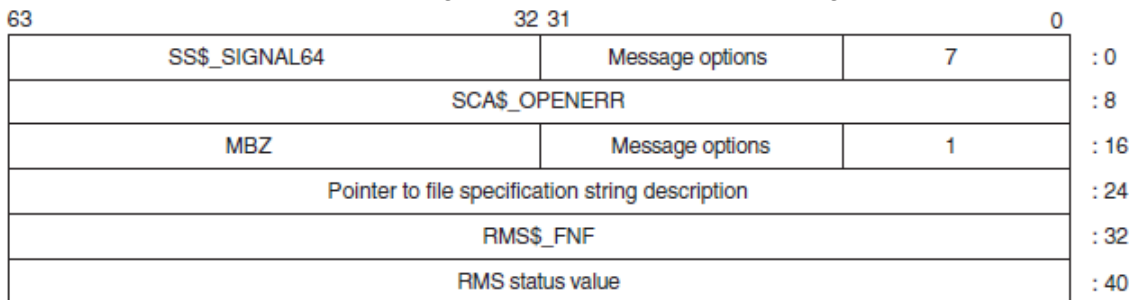 63 32 31 0
SS$_SIGNAL64 Message options 7 : 0
SCA$_OPENERR : 8
MBZ Message options 1 : 16
Pointer to file specification string description : 24
RMS$_FNF : 32
RMS status value : 40